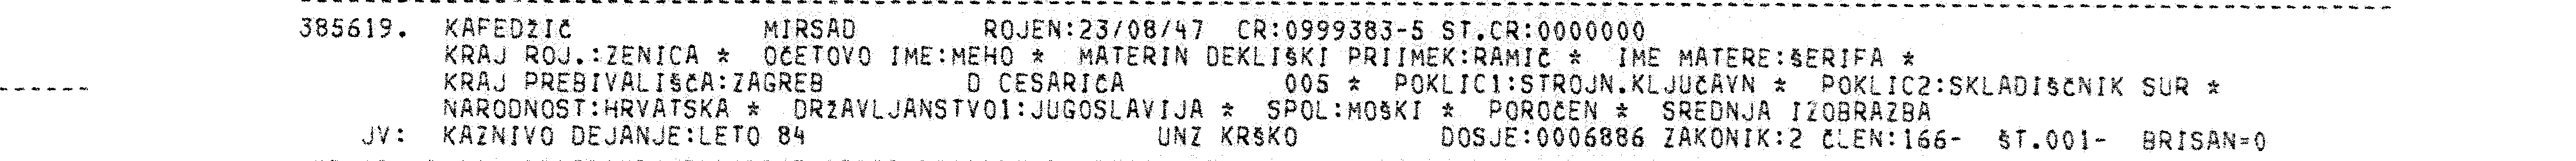 385619. KAFEDŽIČ MIRSAD ROJEN:23/08/47 CR:0999383-5 ŠT.CR:0000000
KRAJ ROJ.:ZENICA * OČETOVO IME:MEHO * MATERIN DEKLIŠKI PRIIMEK:RAMIČ * IME MATERE:ŠERIFA *
KRAJ PREBIVALIŠČA:ZAGREB D CESARIČA 005 * POKLIC1:STROJN.KLJUČAVN * POKLIC2:SKLADIŠČNIK SUR *
NARODNOST:HRVATSKA * DRŽAVLJANSTVO1:JUGOSLAVIJA * SPOL:MOŠKI * POROČEN * SREDNJA IZOBRAZBA
JV: KAZNIVO DEJANJE:LETO 84 UNZ KRŠKO DOSJE:0006886 ZAKONIK:2 ČLEN:166- ŠT.001- BRISAN=0